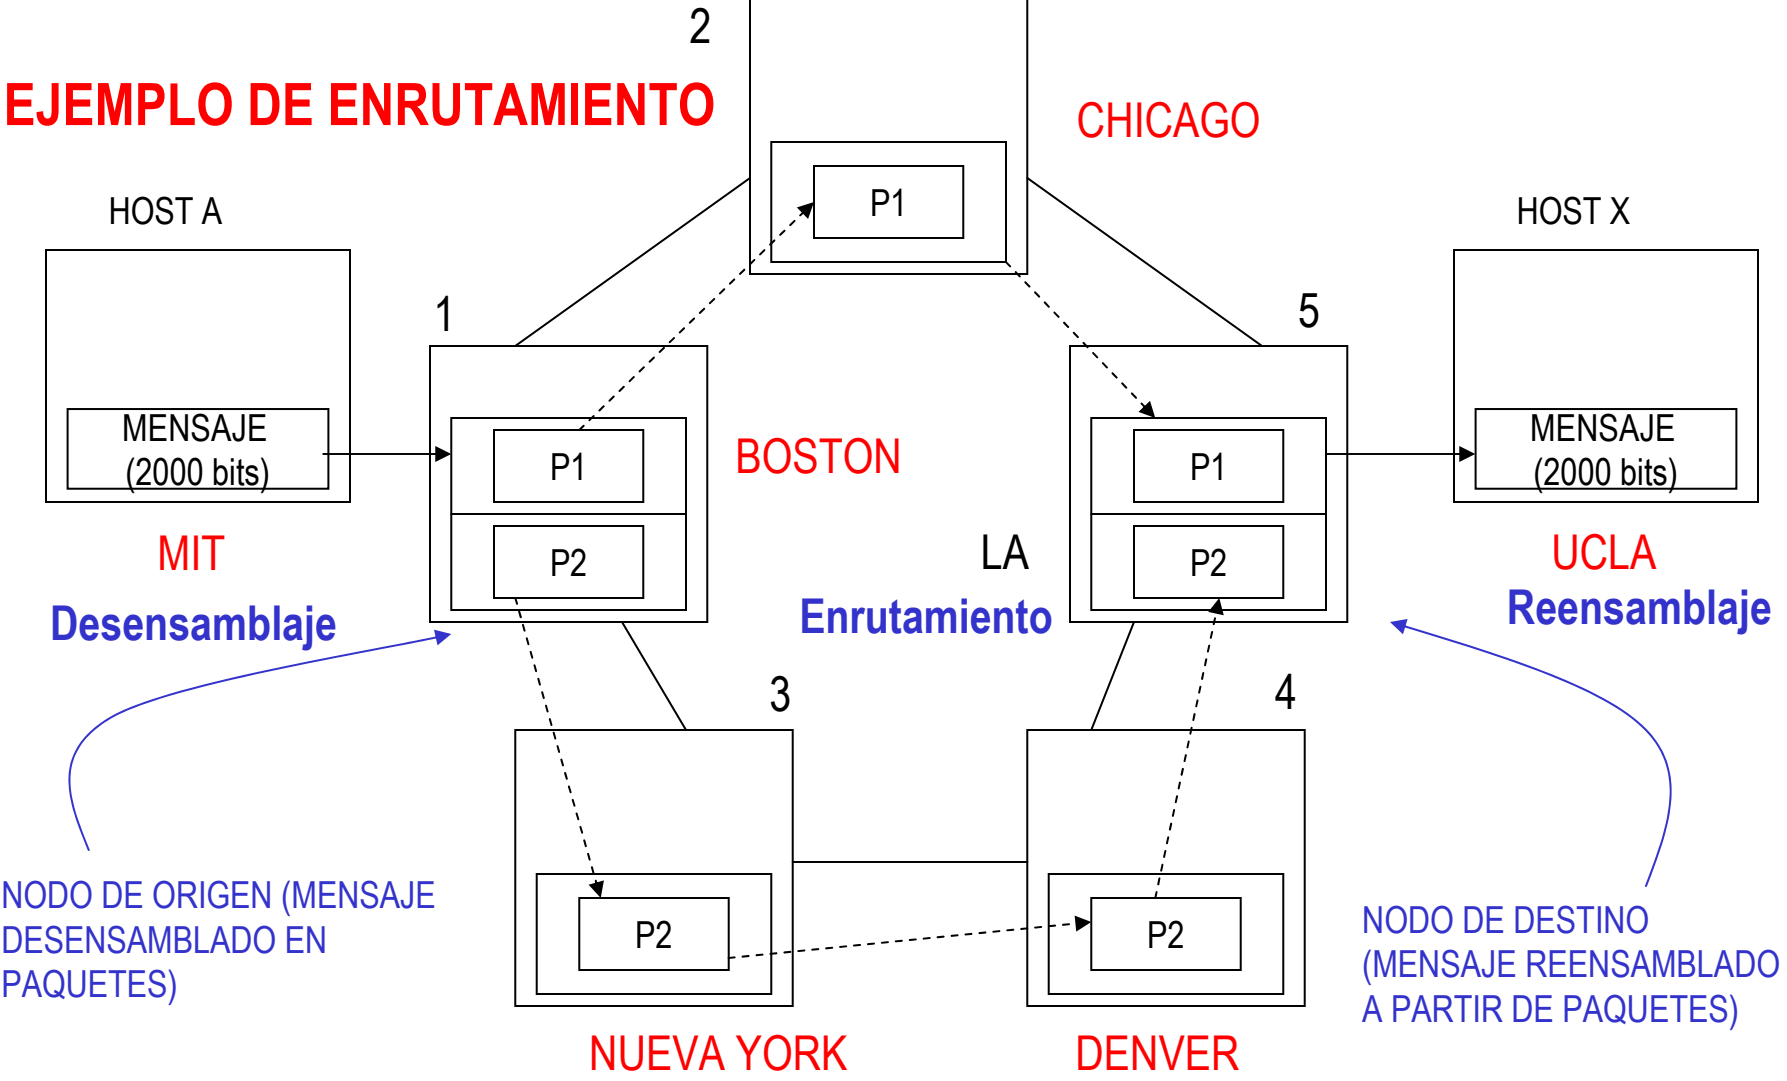 2
EJEMPLO DE ENRUTAMIENTO
CHICAGO
P1
HOST A
HOST X
1
5
MENSAJE
(2000 bits)
P1
BOSTON
P1
MENSAJE
(2000 bits)
MIT
P2
LA
P2
UCLA
Desensamblaje
Enrutamiento
Reensamblaje
3
4
NODO DE ORIGEN (MENSAJE
DESENSAMBLADO EN
PAQUETES)
P2
P2
NODO DE DESTINO
(MENSAJE REENSAMBLADO
A PARTIR DE PAQUETES)
NUEVA YORK
DENVER